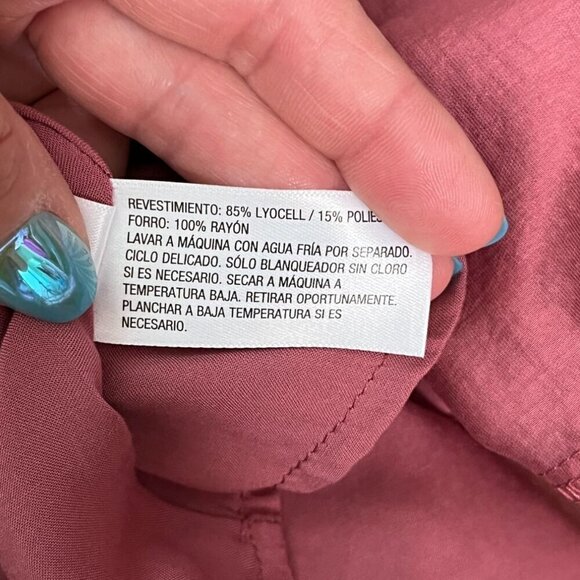 REVESTIMIENTO: 85% LYOCELL / 15%
FORRO: 100% RAYÓN
LAVAR A MÁQUINA CON AGUA FRÍA POR SEPARADO.
CICLO DELICADO. SÓLO BLANQUEADOR SIN CLORO
SI ES NECESARIO. SECAR A MÁQUINA A
TEMPERATURA BAJA. RETIRAR OPORTUNAMENTE.
PLANCHAR A BAJA TEMPERATURA SI ES
NECESARIO.